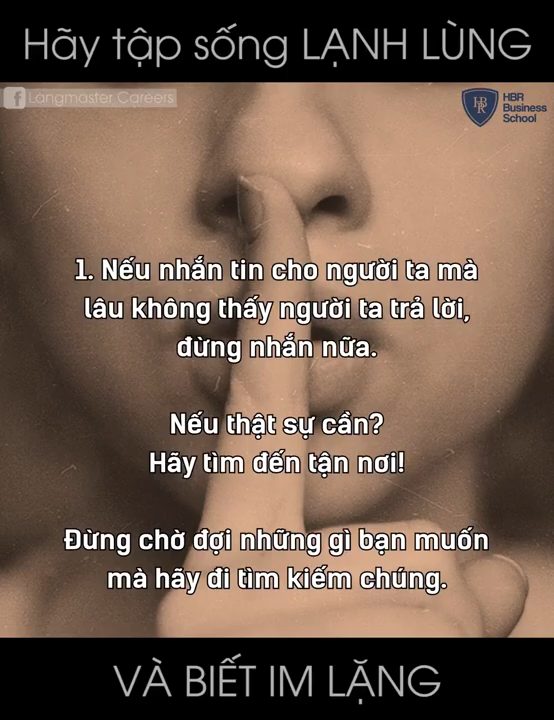 Hãy tập sống LẠNH LÙNG
f Langmaster Careers
HBR
HBR
Business
School
1. Nếu nhắn tin cho người ta mà
lâu không thấy người ta trả lời,
đừng nhắn nữa.
Nếu thật sự cần?
Hãy tìm đến tận nơi!
Đừng chờ đợi những gì bạn muốn
mà hãy đi tìm kiếm chúng.
VÀ BIẾT IM LẶNG